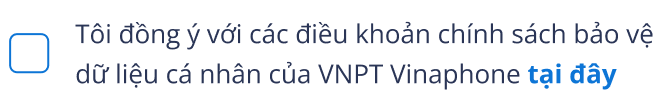 Tôi đồng ý với các điều khoản chính sách bảo vệ
dữ liệu cá nhân của VNPT Vinaphone tại đây